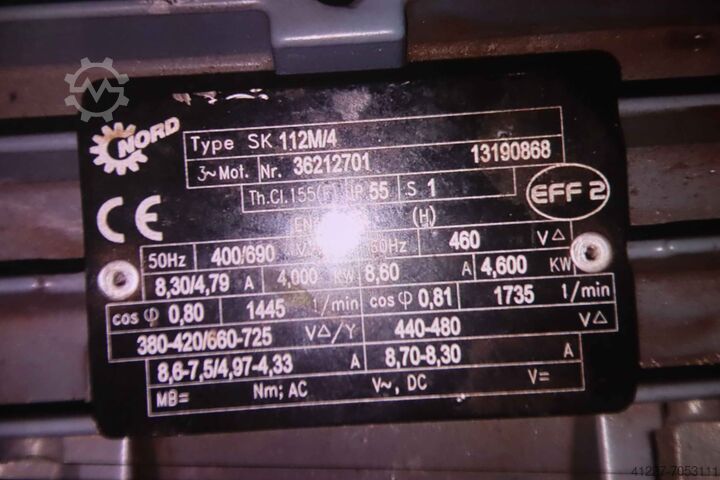 NORD
Type SK 112M/4
3~Mot. Nr. 36212701 13190868
Th.Cl.155(F) IP 55 S 1 EFF 2
CE EN (H)
50Hz 400/690 V 60Hz 460 V△
8,30/4,79 A 4,000 KW 8,60 A 4,600 KW
cos φ 0,80 1445 1/min cos φ 0,81 1735 1/min
380-420/660-725 V△/Y 440-480 V△
8,6-7,5/4,97-4,33 A 8,70-8,30 A
MB= Nm; AC V~, DC V=
41227-7053111